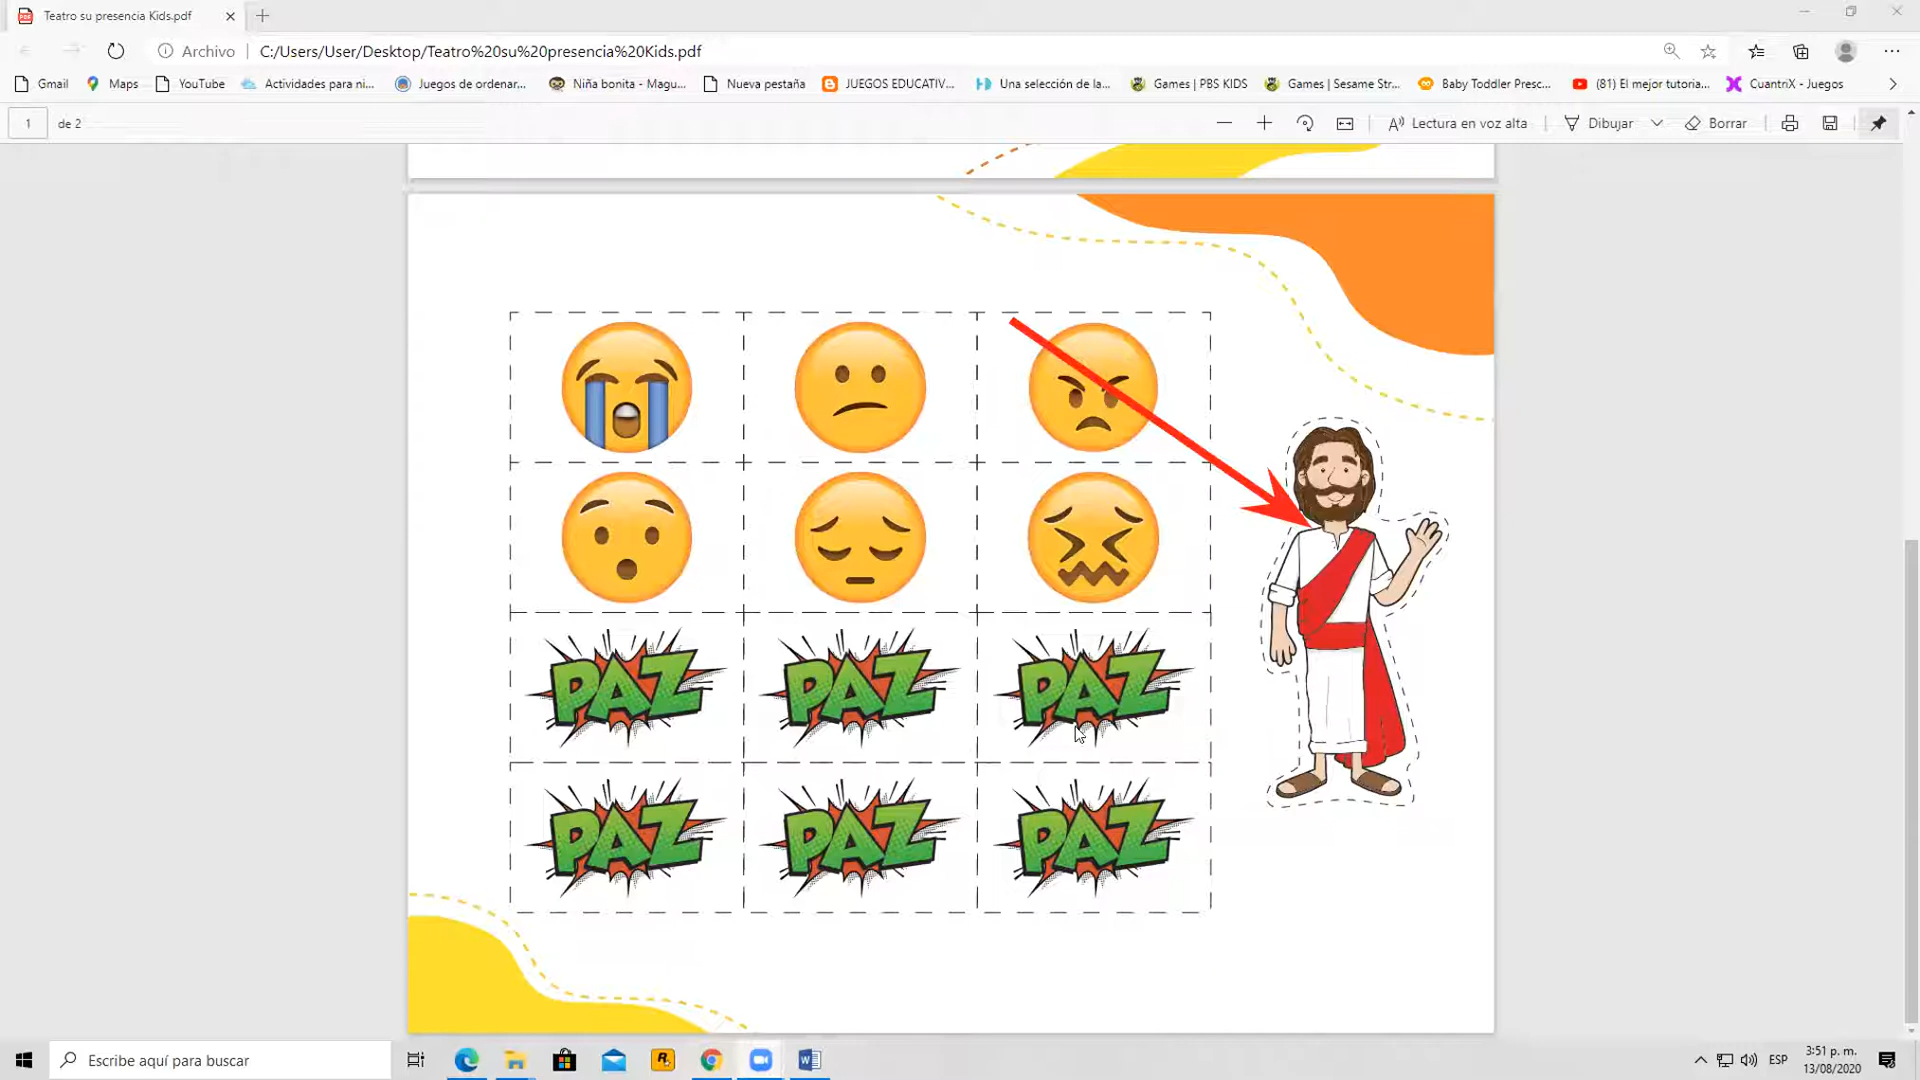 Teatro su presencia Kids.pdf
Archivo C:/Users/User/Desktop/Teatro%20su%20presencia%20Kids.pdf
Gmail Maps YouTube Actividades para ni... Juegos de ordenar... Niña bonita - Magu... Nueva pestaña JUEGOS EDUCATIV... Una selección de la... Games | PBS KIDS Games | Sesame Str... Baby Toddler Presc... (81) El mejor tutoria... CuantriX - Juegos
1 de 2 Lectura en voz alta Dibujar Borrar
PAZ PAZ PAZ
PAZ PAZ PAZ
Escribe aquí para buscar
ESP
3:51 p. m.
13/08/2020